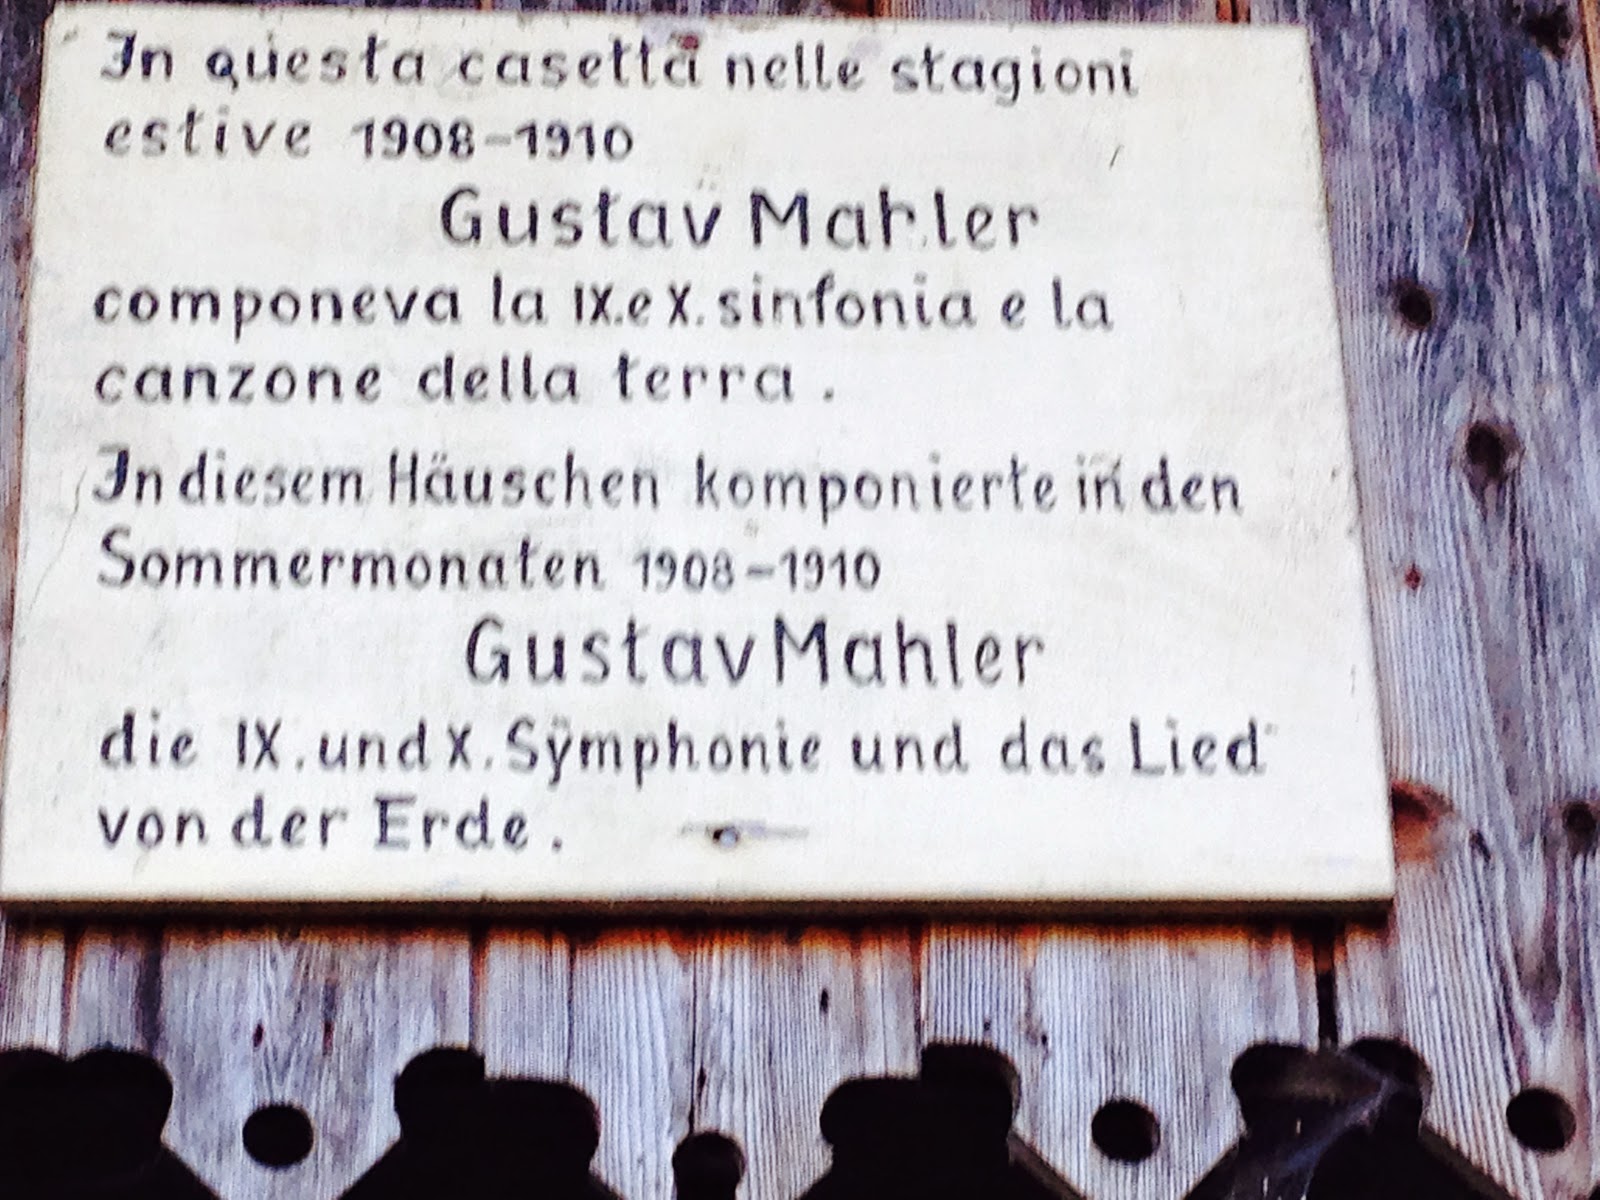 In questa casetta nelle stagioni
estive 1908-1910
Gustav Mahler
componeva la IX.e X. sinfonia e la
canzone della terra.
In diesem Häuschen komponierte in den
Sommermonaten 1908-1910
Gustav Mahler
die IX. und X. Sÿmphonie und das Lied
von der Erde.